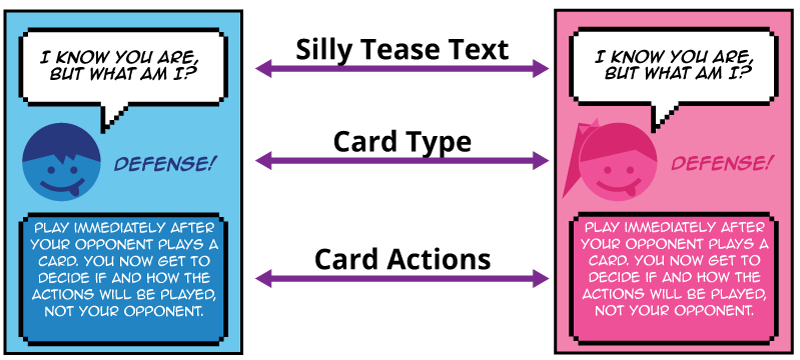 I KNOW YOU ARE,
BUT WHAT AM I?
DEFENSE!
PLAY IMMEDIATELY AFTER
YOUR OPPONENT PLAYS A
CARD. YOU NOW GET TO
DECIDE IF AND HOW THE
ACTIONS WILL BE PLAYED,
NOT YOUR OPPONENT.
Silly Tease Text
Card Type
Card Actions
I KNOW YOU ARE,
BUT WHAT AM I?
DEFENSE!
PLAY IMMEDIATELY AFTER
YOUR OPPONENT PLAYS A
CARD. YOU NOW GET TO
DECIDE IF AND HOW THE
ACTIONS WILL BE PLAYED,
NOT YOUR OPPONENT.